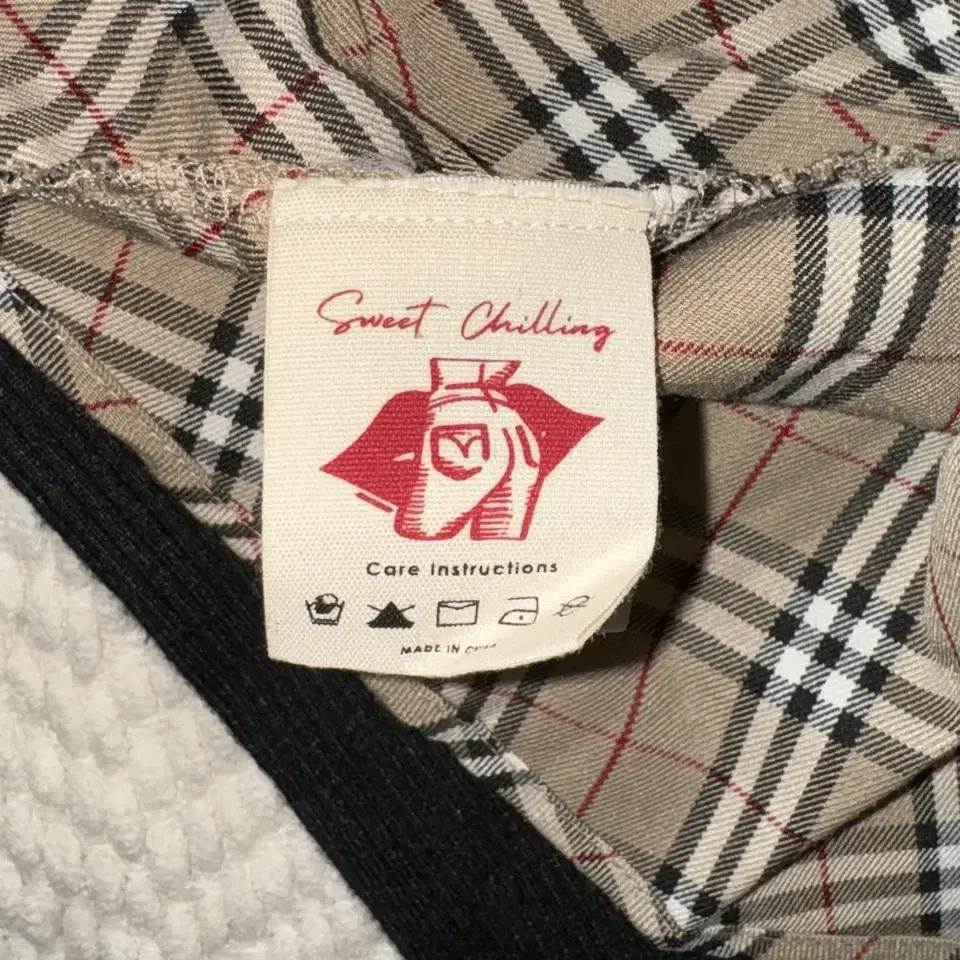 Sweet Chilling
Care Instructions
MADE IN